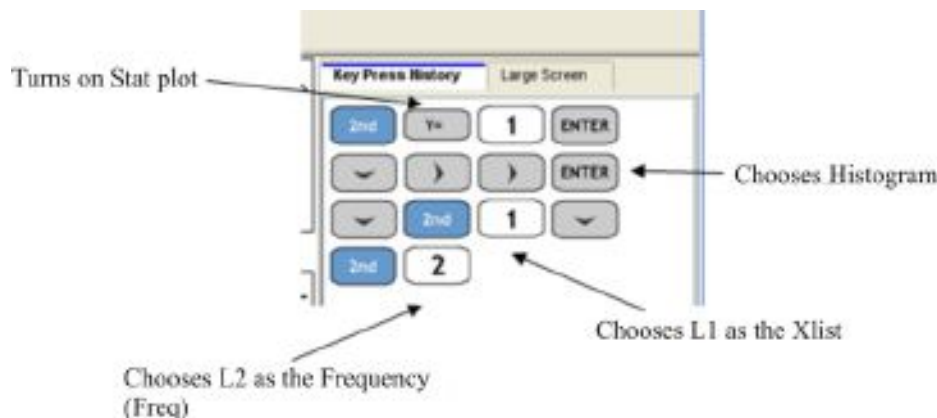 Key Press History Large Screen
Turns on Stat plot
2nd Y= 1 ENTER
ENTER
Chooses Histogram
2nd 1
2nd 2
Chooses L1 as the Xlist
Chooses L2 as the Frequency
(Freq)